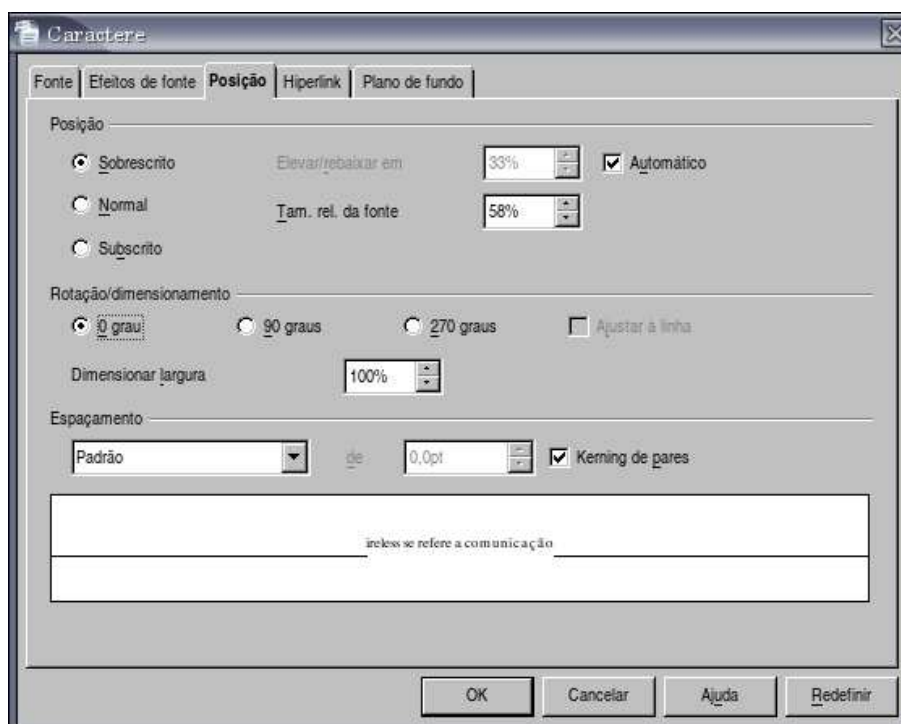 Caractere
Fonte Efeitos de fonte Posição Hiperlink Plano de fundo
Posição
Sobrescrito Elevar/rebaixar em 33% Automático
Normal Tam. rel. da fonte 58%
Subscrito
Rotação/dimensionamento
0 grau 90 graus 270 graus Ajustar à linha
Dimensionar largura 100%
Espaçamento
Padrão de 0,0pt Kerning de pares
ireless se refere a comunicação
OK Cancelar Ajuda Redefinir